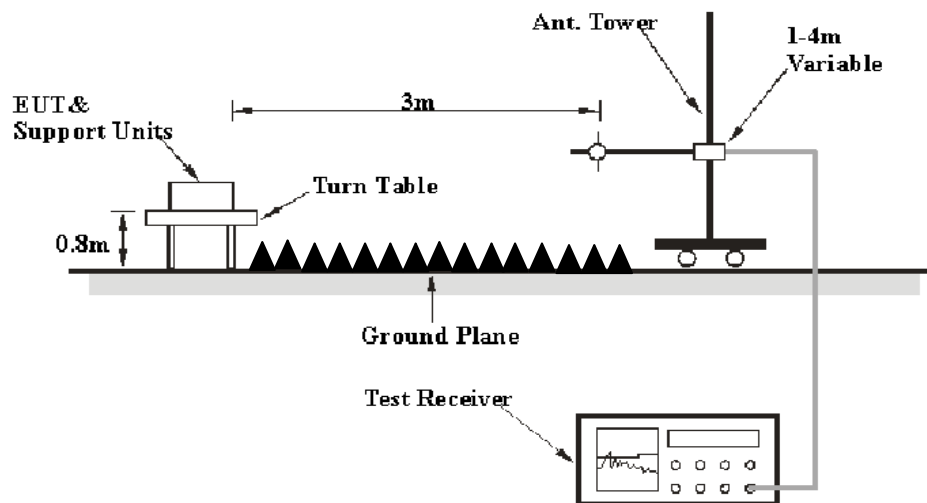 Ant. Tower
1-4m
Variable
EUT&
Support Units
3m
Turn Table
0.8m
Ground Plane
Test Receiver